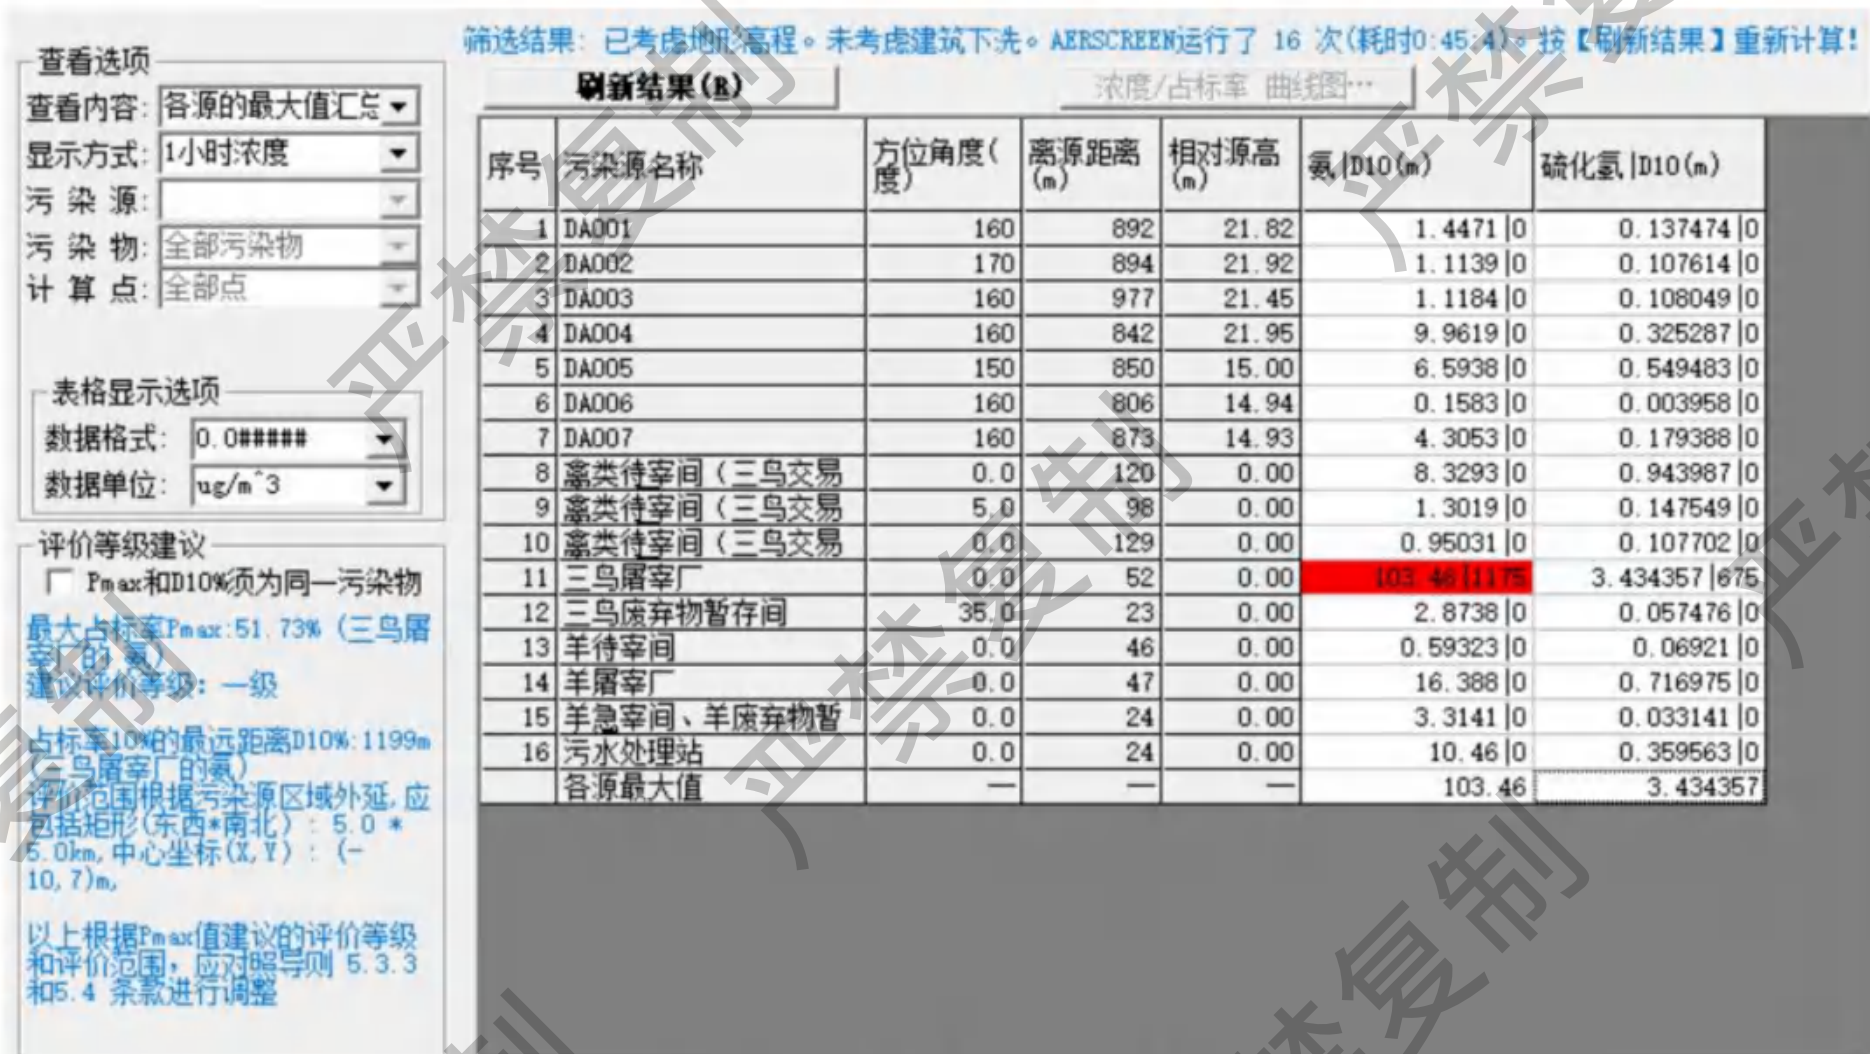 筛选结果: 已考虑地形高程。未考虑建筑下洗。AERSCREEN运行了 16 次(耗时0:45:4)。按【刷新结果】重新计算!
刷新结果(R)
浓度/占标率 曲线图…
查看选项
查看内容: 各源的最大值汇总
显示方式: 1小时浓度
污 染 源:
污 染 物: 全部污染物
计 算 点: 全部点
表格显示选项
数据格式: 0.0#####
数据单位: ug/m^3
评价等级建议
Pmax和D10%须为同一污染物
最大占标率Pmax:51.73% (三鸟屠
宰厂的 氨)
建议评价等级: 一级
占标率10%的最远距离D10%:1199m
(三鸟屠宰厂的氨)
评价范围根据污染源区域外延,应
包括矩形(东西*南北): 5.0 *
5.0km,中心坐标(X,Y): (-
10,7)m,
以上根据Pmax值建议的评价等级
和评价范围, 应对照导则 5.3.3
和5.4 条款进行调整
序号 污染源名称 方位角度(度) 离源距离(m) 相对源高(m) 氨|D10(m) 硫化氢|D10(m)
1 DA001 160 892 21.82 1.4471|0 0.137474|0
2 DA002 170 894 21.92 1.1139|0 0.107614|0
3 DA003 160 977 21.45 1.1184|0 0.108049|0
4 DA004 160 842 21.95 9.9619|0 0.325287|0
5 DA005 150 850 15.00 6.5938|0 0.549483|0
6 DA006 160 806 14.94 0.1583|0 0.003958|0
7 DA007 160 873 14.93 4.3053|0 0.179388|0
8 禽类待宰间(三鸟交易 0.0 120 0.00 8.3293|0 0.943987|0
9 禽类待宰间(三鸟交易 5.0 98 0.00 1.3019|0 0.147549|0
10 禽类待宰间(三鸟交易 0.0 129 0.00 0.95031|0 0.107702|0
11 三鸟屠宰厂 0.0 52 0.00 103.46|1175 3.434357|675
12 三鸟废弃物暂存间 35.0 23 0.00 2.8738|0 0.057476|0
13 羊待宰间 0.0 46 0.00 0.59323|0 0.06921|0
14 羊屠宰厂 0.0 47 0.00 16.388|0 0.716975|0
15 羊急宰间、羊废弃物暂 0.0 24 0.00 3.3141|0 0.033141|0
16 污水处理站 0.0 24 0.00 10.46|0 0.359563|0
各源最大值 — — — 103.46 3.434357
严禁复制
严禁复制
严禁复制